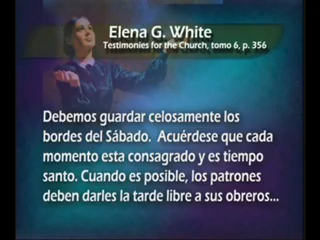 Elena G. White
Testimonies for the Church, tomo 6, p. 356
Debemos guardar celosamente los
bordes del Sábado. Acuérdese que cada
momento esta consagrado y es tiempo
santo. Cuando es posible, los patrones
deben darles la tarde libre a sus obreros...